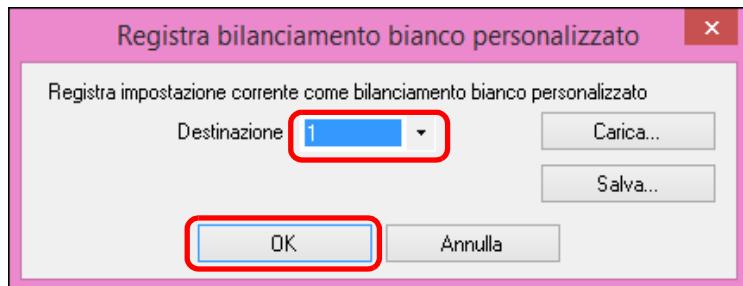 Registra bilanciamento bianco personalizzato
Registra impostazione corrente come bilanciamento bianco personalizzato
Destinazione 1 Carica...
Salva...
OK Annulla